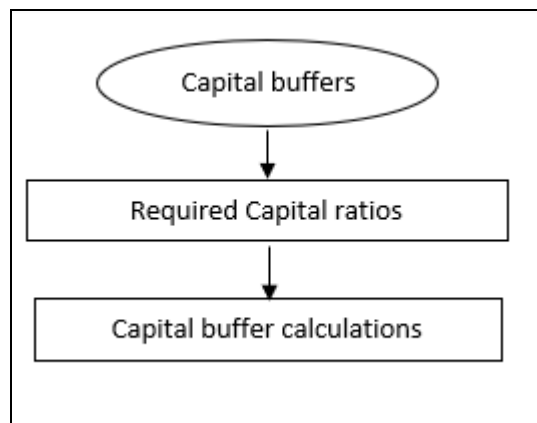 Capital buffers
Required Capital ratios
Capital buffer calculations